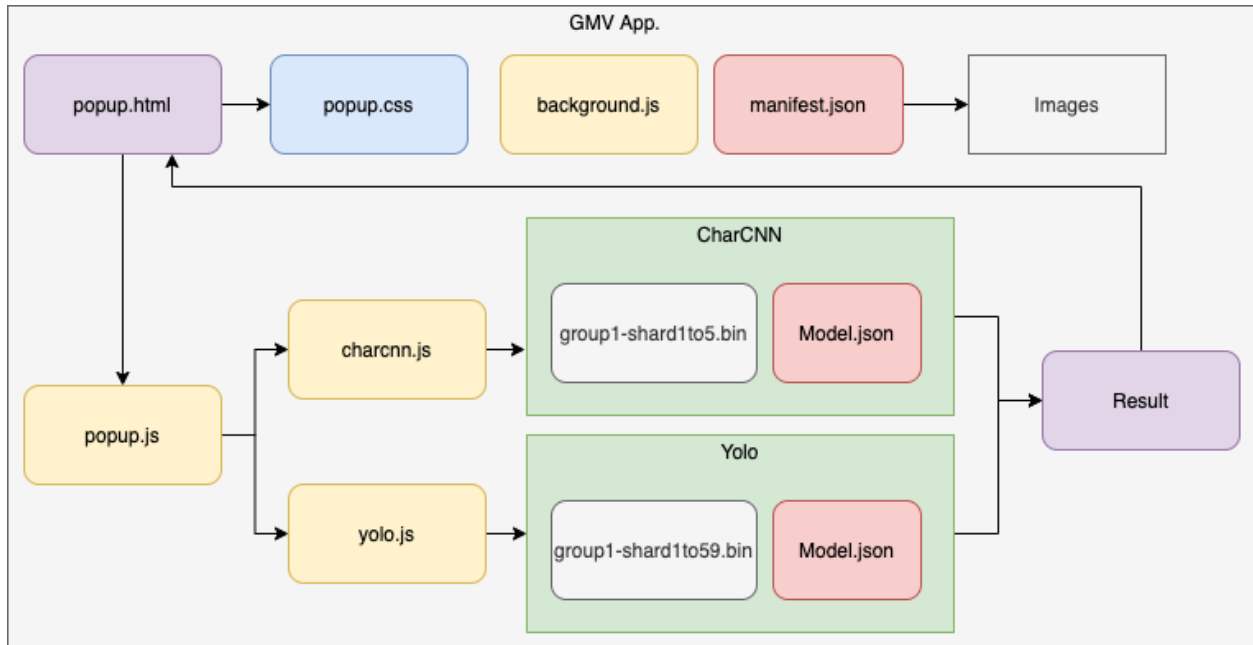 GMV App.
popup.html
popup.css
background.js
manifest.json
Images
CharCNN
group1-shard1to5.bin
Model.json
charcnn.js
popup.js
Result
Yolo
yolo.js
group1-shard1to59.bin
Model.json